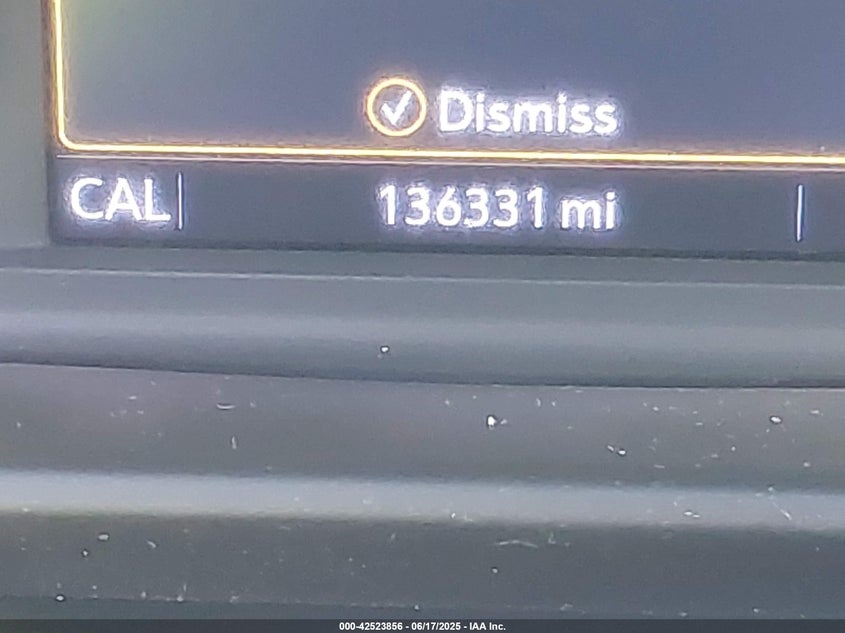 Dismiss
CAL
136331 mi
000-42523856 - 06/17/2025 - IAA Inc.